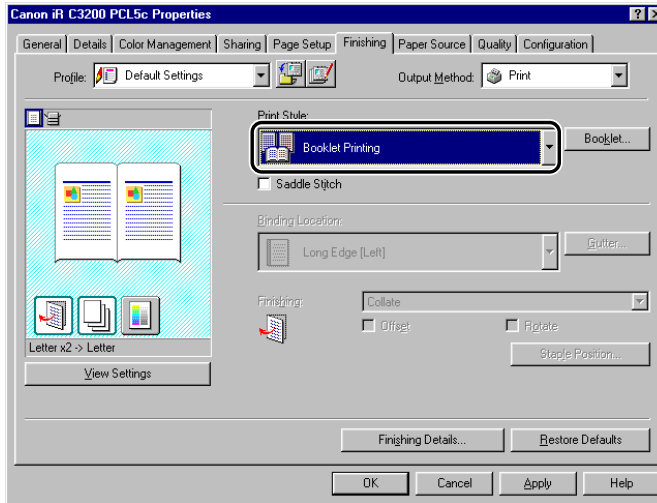 Canon iR C3200 PCL5c Properties
General Details Color Management Sharing Page Setup Finishing Paper Source Quality Configuration
Profile: Default Settings Output Method: Print
Print Style:
Booklet Printing Booklet...
Saddle Stitch
Binding Location:
Long Edge [Left] Gutter...
Finishing: Collate
Offset Rotate
Staple Position...
Letter x2 -> Letter
View Settings
Finishing Details... Restore Defaults
OK Cancel Apply Help